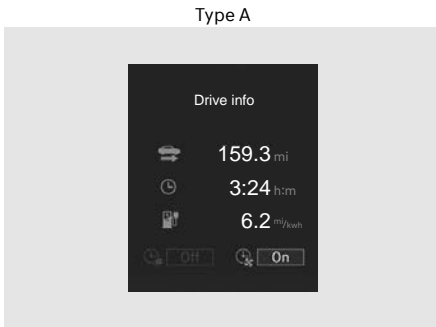 Type A
Drive info
159.3 mi
3:24 h:m
6.2 mi/kwh
Off On